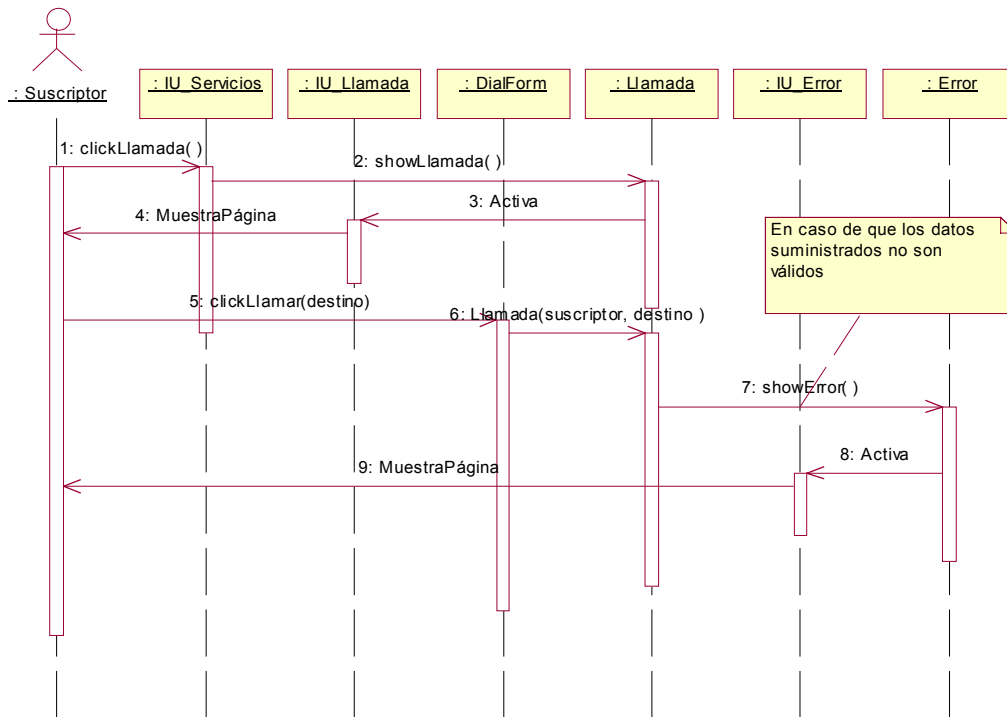 : Suscriptor
: IU_Servicios
: IU_Llamada
: DialForm
: Llamada
: IU_Error
: Error
1: clickLlamada( )
2: showLlamada( )
3: Activa
4: MuestraPágina
En caso de que los datos
suministrados no son
válidos
5: clickLlamar(destino)
6: Llamada(suscriptor, destino )
7: showError( )
8: Activa
9: MuestraPágina